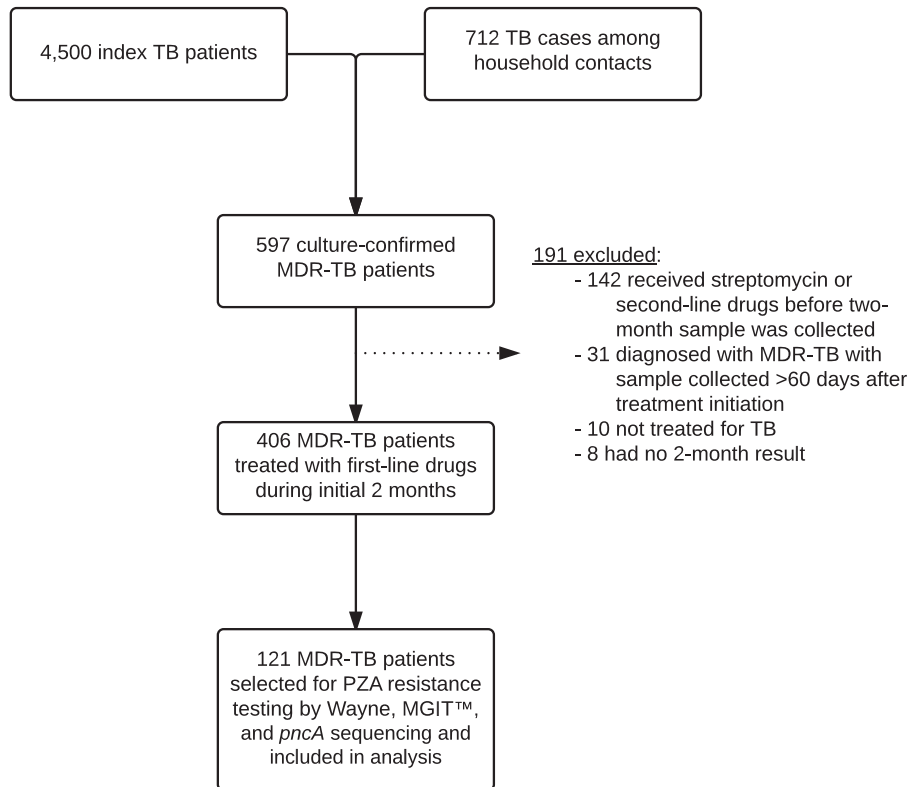 4,500 index TB patients
712 TB cases among
household contacts
597 culture-confirmed
MDR-TB patients
191 excluded:
- 142 received streptomycin or
second-line drugs before two-
month sample was collected
- 31 diagnosed with MDR-TB with
sample collected >60 days after
treatment initiation
- 10 not treated for TB
- 8 had no 2-month result
406 MDR-TB patients
treated with first-line drugs
during initial 2 months
121 MDR-TB patients
selected for PZA resistance
testing by Wayne, MGIT™,
and pncA sequencing and
included in analysis